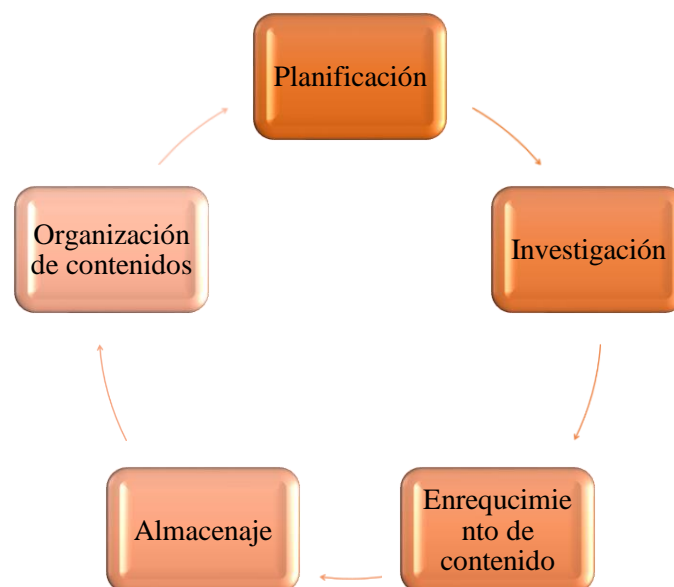 Planificación
Investigación
Enrequcimie
nto de
contenido
Almacenaje
Organización
de contenidos